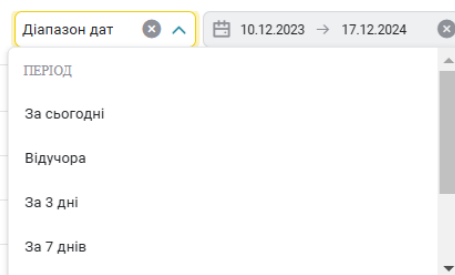 Діапазон дат 10.12.2023 → 17.12.2024
ПЕРІОД
За сьогодні
Відучора
За 3 дні
За 7 днів